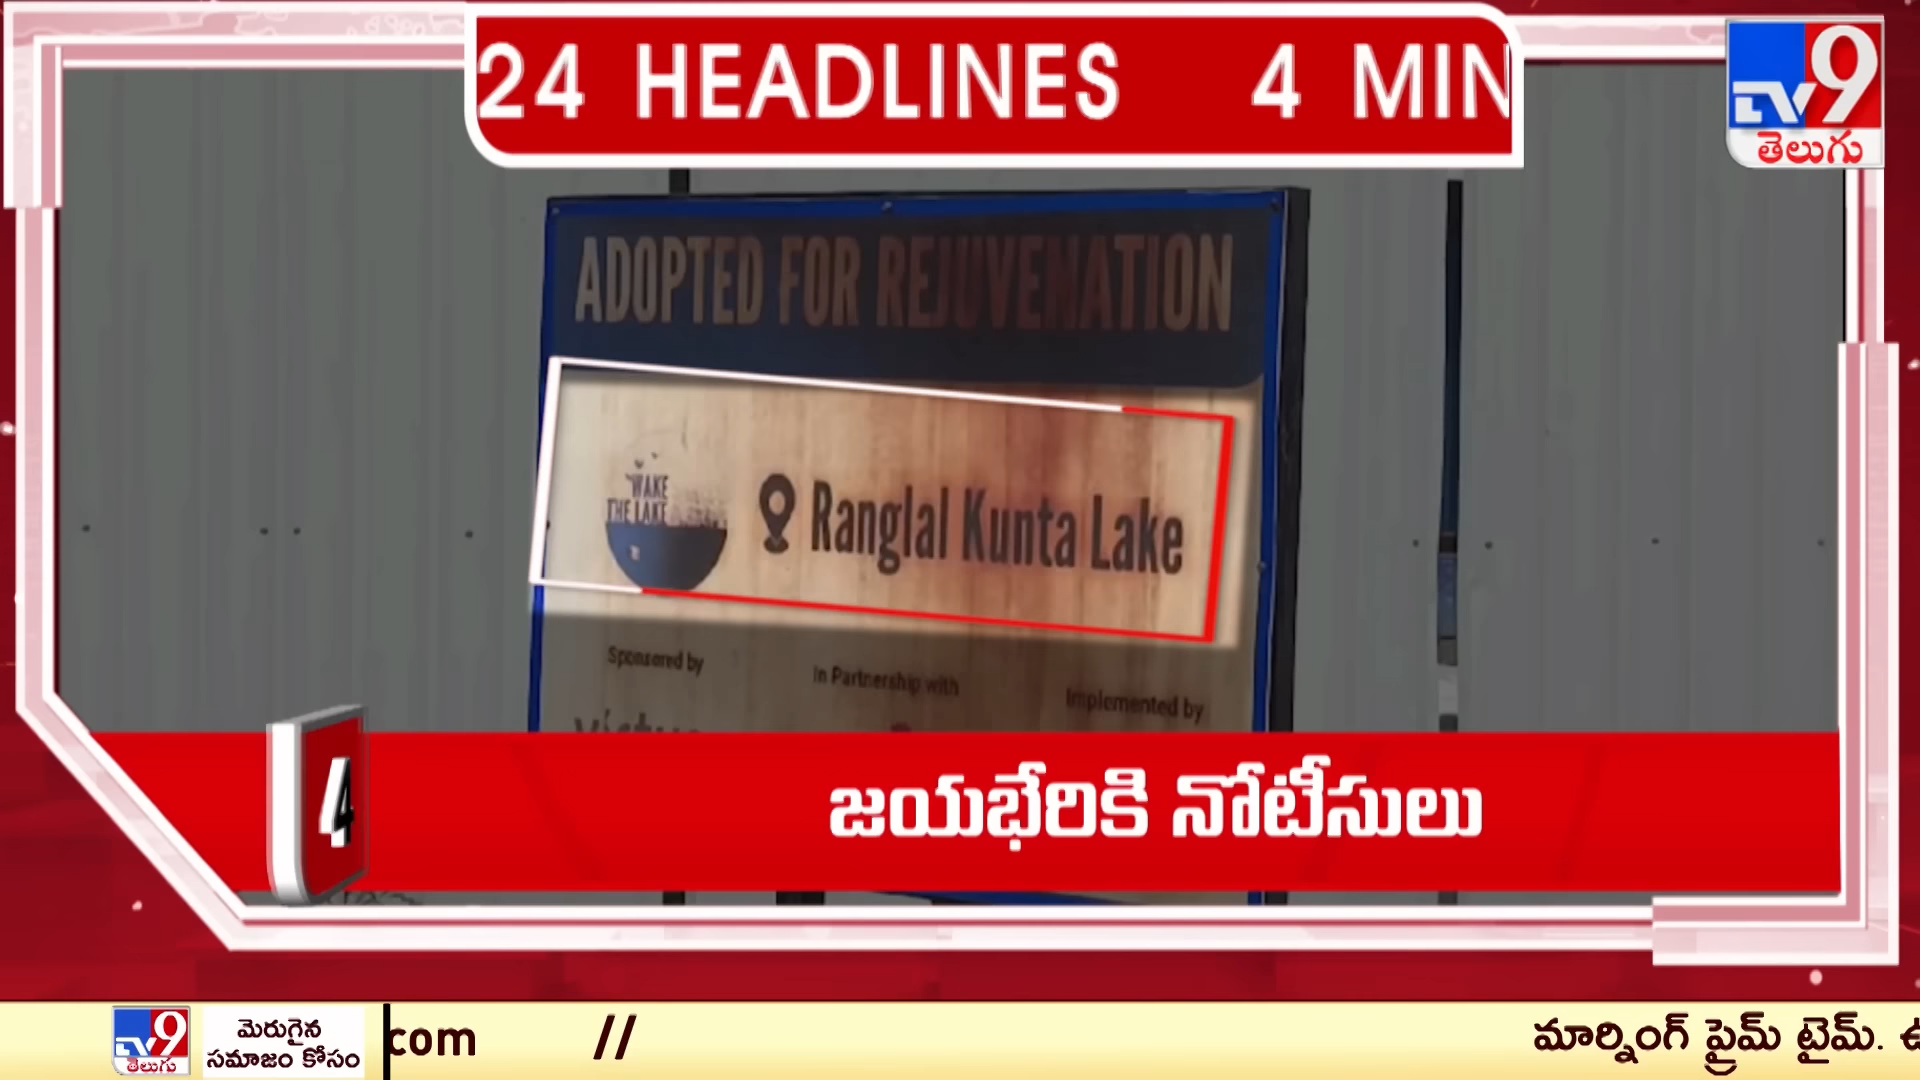 24 HEADLINES 4 MIN
TV9
తెలుగు
ADOPTED FOR REJUVENATION
WAKE
THE LAKE
Ranglal Kunta Lake
Sponsored by
In Partnership with
Implemented by
4
జయభేరికి నోటీసులు
TV9
తెలుగు
మెరుగైన
సమాజం కోసం
com // మార్నింగ్ ప్రైమ్ టైమ్. ఉ